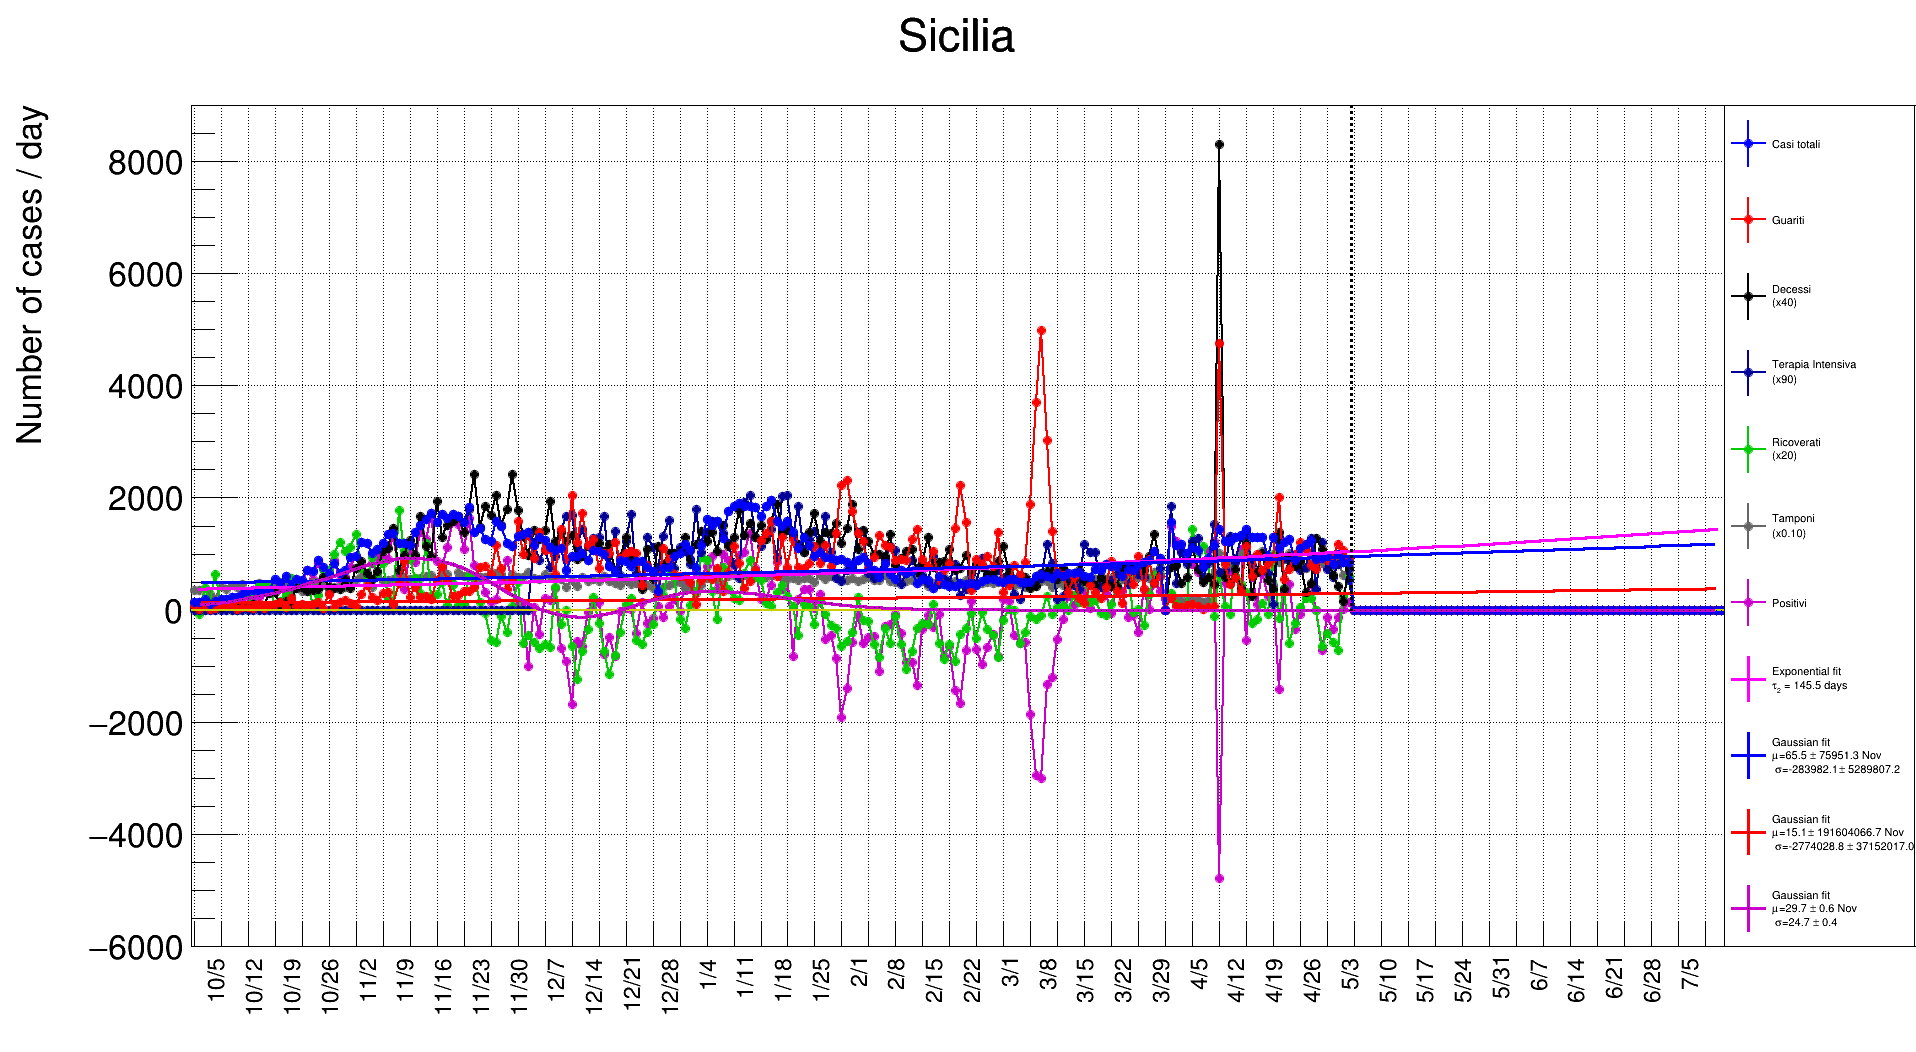 Sicilia
Number of cases / day
8000
6000
4000
2000
0
−2000
−4000
−6000
10/5
10/12
10/19
10/26
11/2
11/9
11/16
11/23
11/30
12/7
12/14
12/21
12/28
1/4
1/11
1/18
1/25
2/1
2/8
2/15
2/22
3/1
3/8
3/15
3/22
3/29
4/5
4/12
4/19
4/26
5/3
5/10
5/17
5/24
5/31
6/7
6/14
6/21
6/28
7/5
Casi totali
Guariti
Decessi
(x40)
Terapia Intensiva
(x90)
Ricoverati
(x20)
Tamponi
(x0.10)
Positivi
Exponential fit
τ₂ = 145.5 days
Gaussian fit
μ=65.5 ± 75951.3 Nov
σ=-283982.1± 5289807.2
Gaussian fit
μ=15.1± 191604066.7 Nov
σ=-2774028.8 ± 37152017.0
Gaussian fit
μ=29.7 ± 0.6 Nov
σ=24.7 ± 0.4